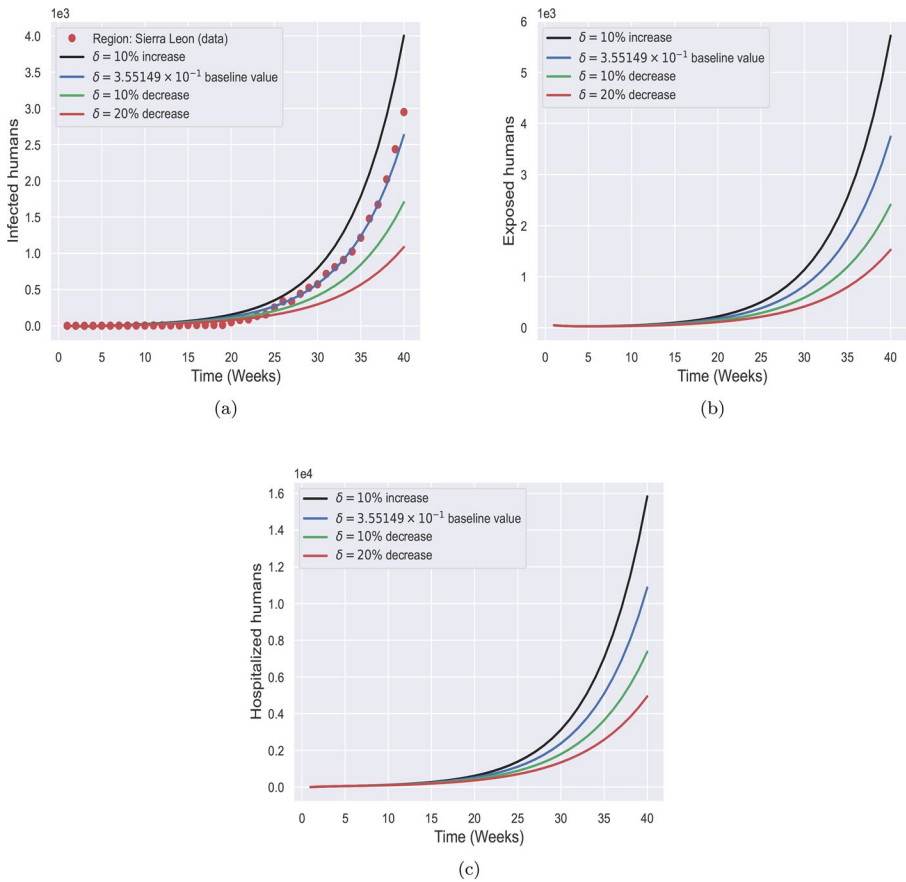 1e3
Infected humans
4.0
3.5
3.0
2.5
2.0
1.5
1.0
0.5
0.0
Region: Sierra Leon (data)
δ = 10% increase
δ = 3.55149 × 10⁻¹ baseline value
δ = 10% decrease
δ = 20% decrease
0 5 10 15 20 25 30 35 40
Time (Weeks)
(a)
1e3
Exposed humans
6
5
4
3
2
1
0
δ = 10% increase
δ = 3.55149 × 10⁻¹ baseline value
δ = 10% decrease
δ = 20% decrease
0 5 10 15 20 25 30 35 40
Time (Weeks)
(b)
1e4
Hospitalized humans
1.6
1.4
1.2
1.0
0.8
0.6
0.4
0.2
0.0
δ = 10% increase
δ = 3.55149 × 10⁻¹ baseline value
δ = 10% decrease
δ = 20% decrease
0 5 10 15 20 25 30 35 40
Time (Weeks)
(c)